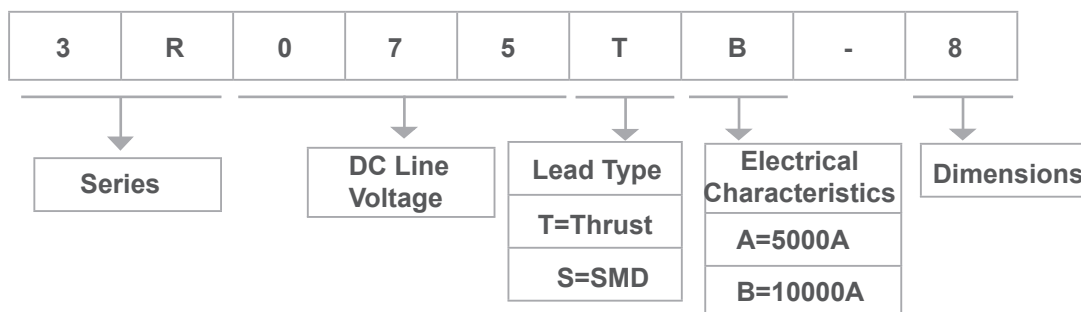 3 R 0 7 5 T B - 8
Series
DC Line
Voltage
Lead Type
T=Thrust
S=SMD
Electrical
Characteristics
A=5000A
B=10000A
Dimensions